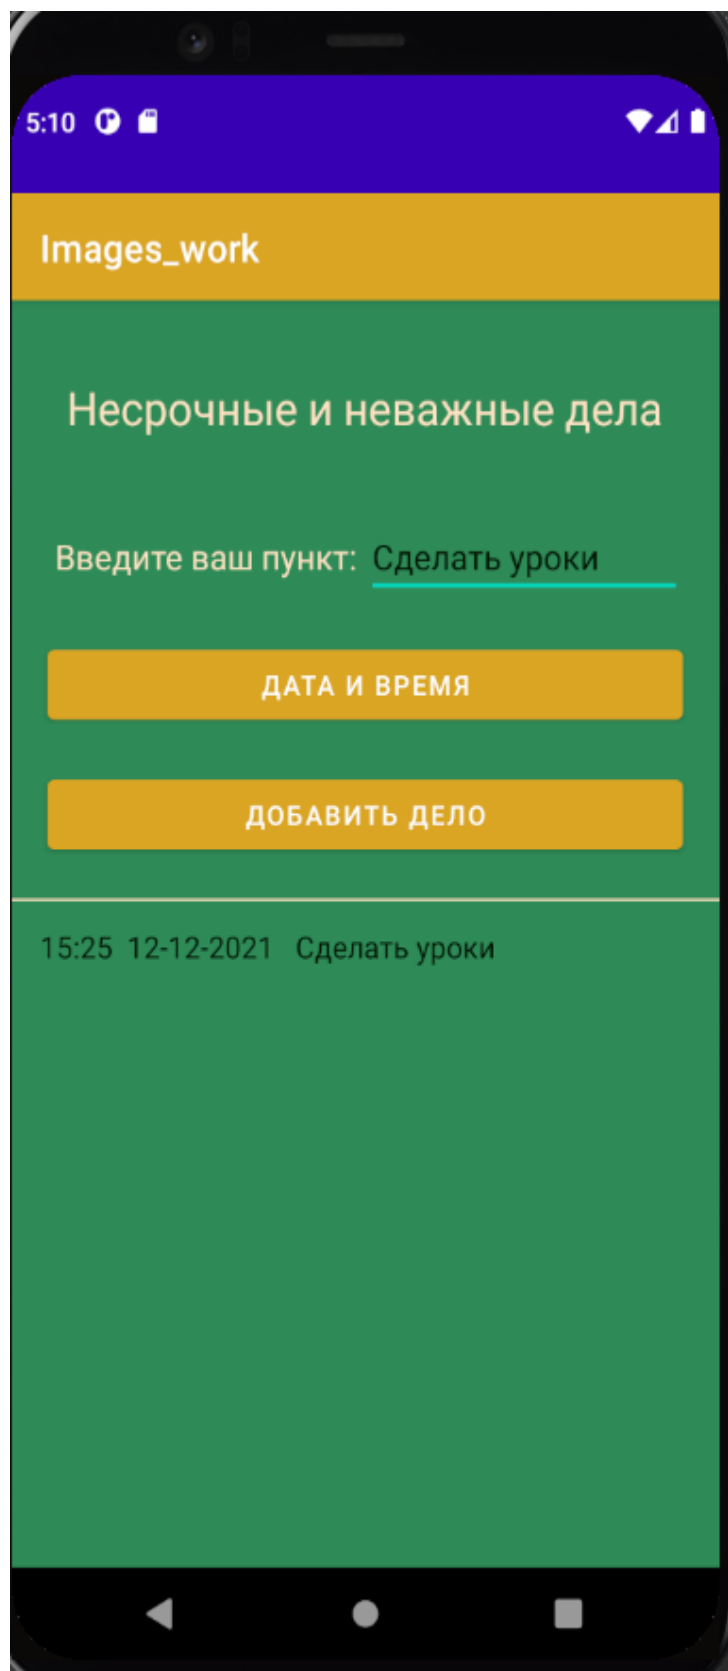 5:10
Images_work
Несрочные и неважные дела
Введите ваш пункт: Сделать уроки
ДАТА И ВРЕМЯ
ДОБАВИТЬ ДЕЛО
15:25 12-12-2021 Сделать уроки